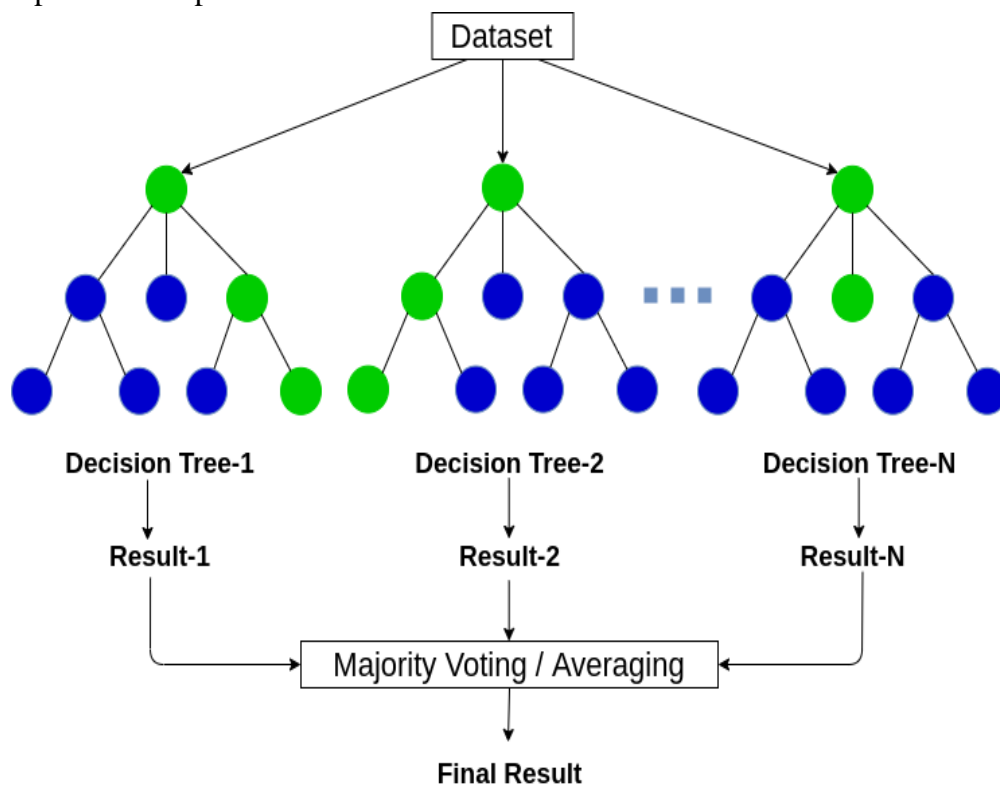 Dataset
Decision Tree-1
Decision Tree-2
Decision Tree-N
Result-1
Result-2
Result-N
Majority Voting / Averaging
Final Result